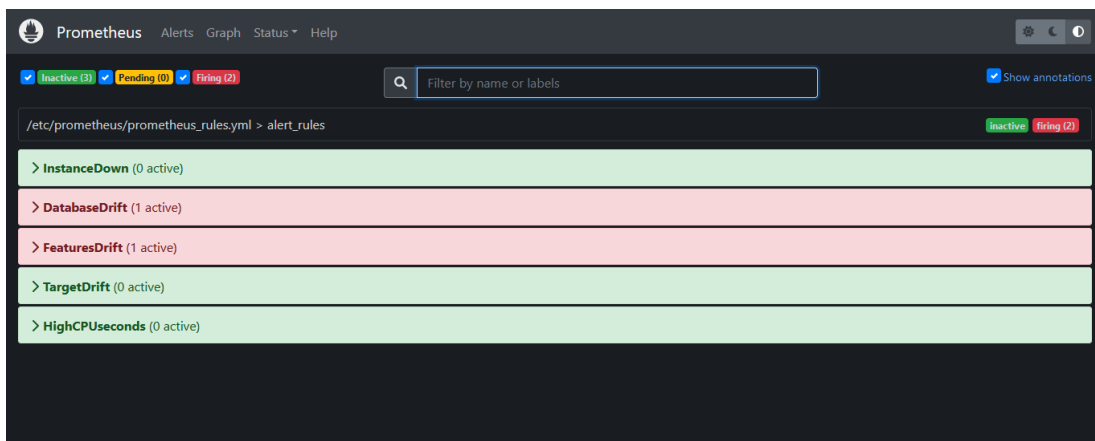 Prometheus Alerts Graph Status Help
Inactive (3) Pending (0) Firing (2) Filter by name or labels Show annotations
/etc/prometheus/prometheus_rules.yml > alert_rules inactive firing (2)
InstanceDown (0 active)
DatabaseDrift (1 active)
FeaturesDrift (1 active)
TargetDrift (0 active)
HighCPUseconds (0 active)